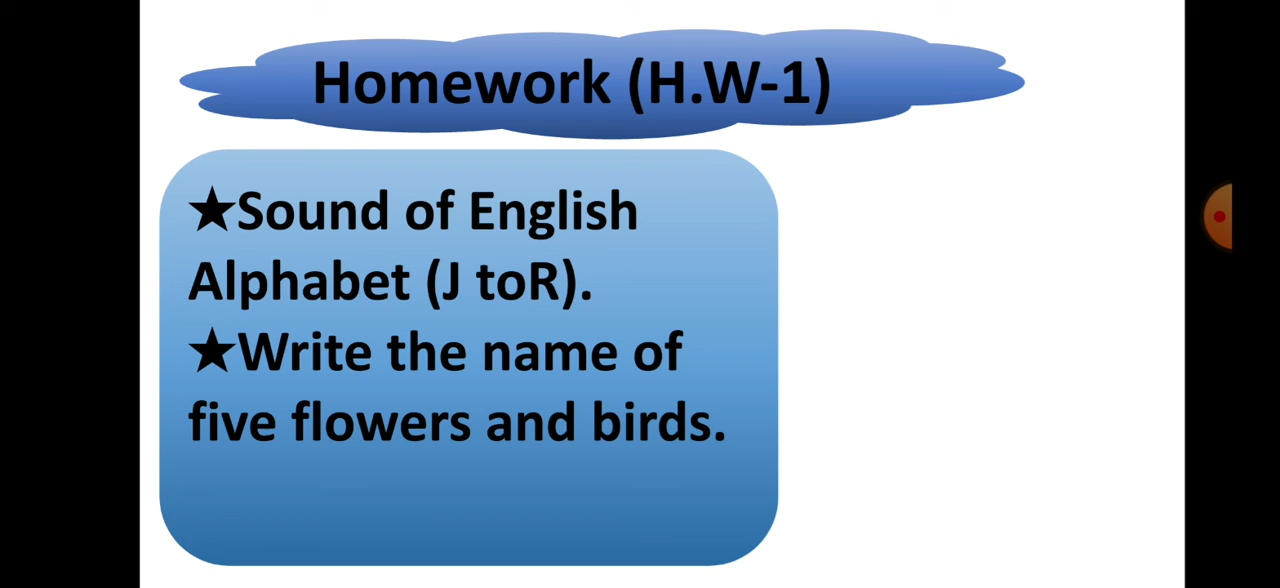 Homework (H.W-1)
★Sound of English
Alphabet (J toR).
★Write the name of
five flowers and birds.